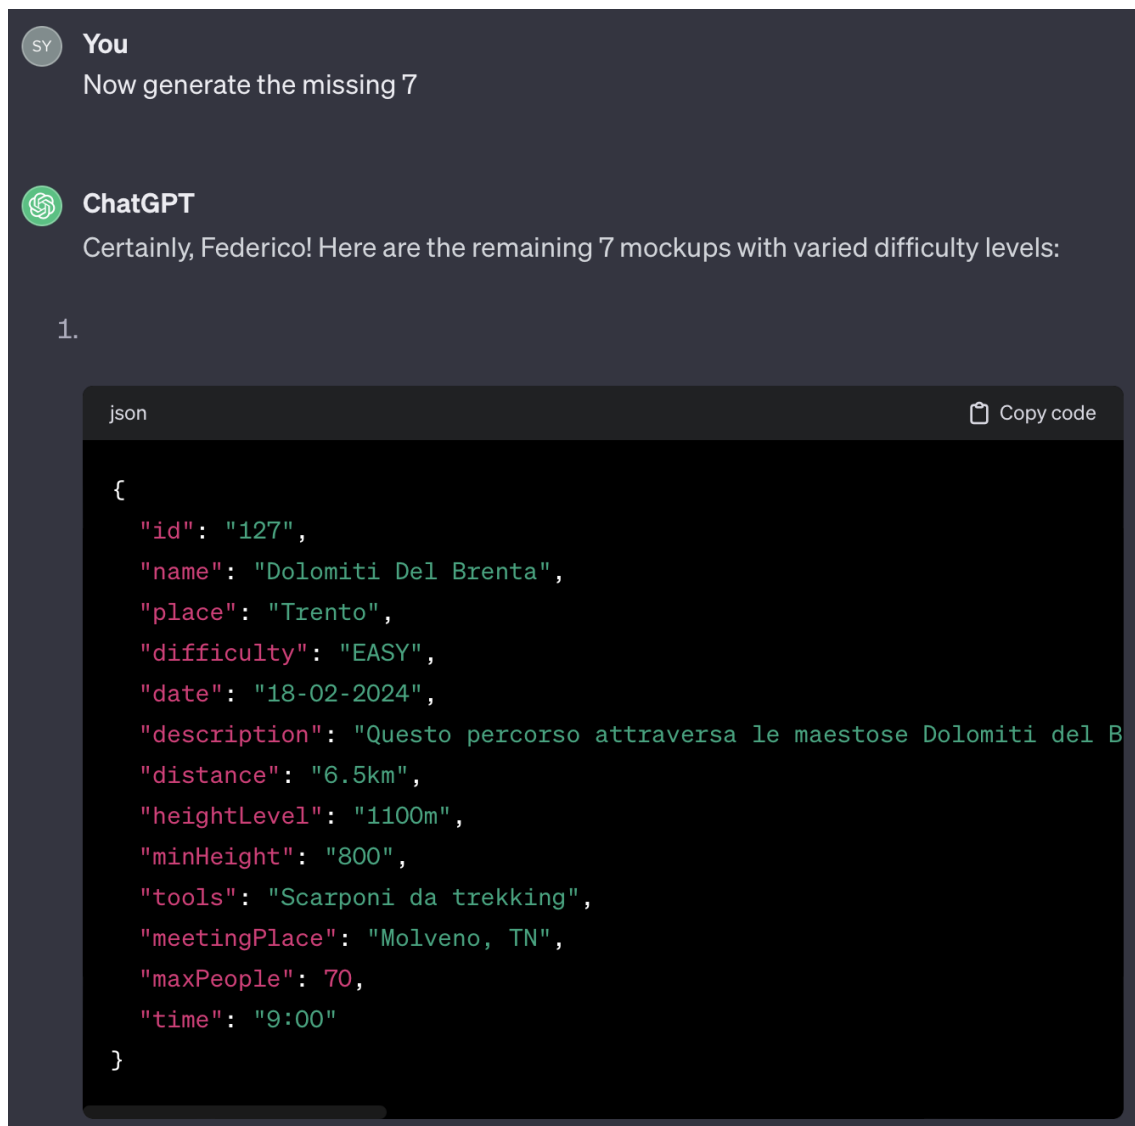 SY
You
Now generate the missing 7
ChatGPT
Certainly, Federico! Here are the remaining 7 mockups with varied difficulty levels:
1.
json
Copy code
{
"id": "127",
"name": "Dolomiti Del Brenta",
"place": "Trento",
"difficulty": "EASY",
"date": "18-02-2024",
"description": "Questo percorso attraversa le maestose Dolomiti del B
"distance": "6.5km",
"heightLevel": "1100m",
"minHeight": "800",
"tools": "Scarponi da trekking",
"meetingPlace": "Molveno, TN",
"maxPeople": 70,
"time": "9:00"
}